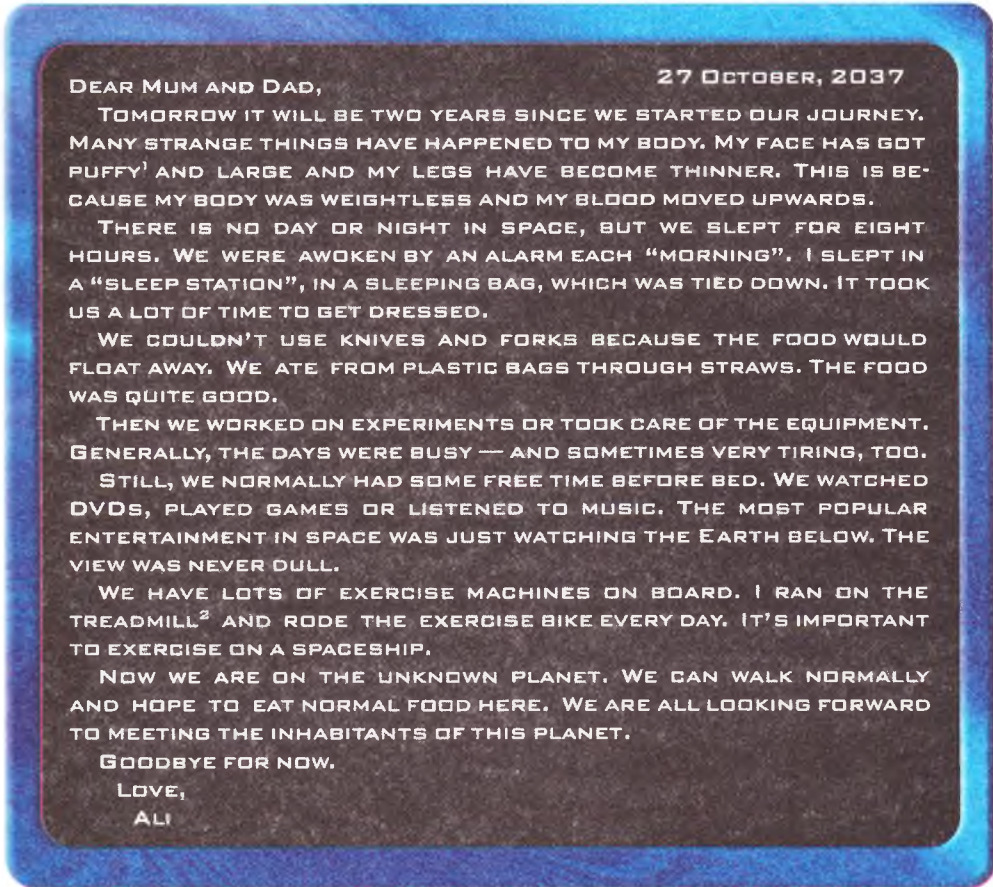 27 OCTOBER, 2037
DEAR MUM AND DAD,
TOMORROW IT WILL BE TWO YEARS SINCE WE STARTED OUR JOURNEY.
MANY STRANGE THINGS HAVE HAPPENED TO MY BODY. MY FACE HAS GOT
PUFFY¹ AND LARGE AND MY LEGS HAVE BECOME THINNER. THIS IS BE-
CAUSE MY BODY WAS WEIGHTLESS AND MY BLOOD MOVED UPWARDS.
THERE IS NO DAY OR NIGHT IN SPACE, BUT WE SLEPT FOR EIGHT
HOURS. WE WERE AWOKEN BY AN ALARM EACH “MORNING”. I SLEPT IN
A “SLEEP STATION”, IN A SLEEPING BAG, WHICH WAS TIED DOWN. IT TOOK
US A LOT OF TIME TO GET DRESSED.
WE COULDN’T USE KNIVES AND FORKS BECAUSE THE FOOD WOULD
FLOAT AWAY. WE ATE FROM PLASTIC BAGS THROUGH STRAWS. THE FOOD
WAS QUITE GOOD.
THEN WE WORKED ON EXPERIMENTS OR TOOK CARE OF THE EQUIPMENT.
GENERALLY, THE DAYS WERE BUSY — AND SOMETIMES VERY TIRING, TOO.
STILL, WE NORMALLY HAD SOME FREE TIME BEFORE BED. WE WATCHED
DVDS, PLAYED GAMES OR LISTENED TO MUSIC. THE MOST POPULAR
ENTERTAINMENT IN SPACE WAS JUST WATCHING THE EARTH BELOW. THE
VIEW WAS NEVER DULL.
WE HAVE LOTS OF EXERCISE MACHINES ON BOARD. I RAN ON THE
TREADMILL² AND RODE THE EXERCISE BIKE EVERY DAY. IT’S IMPORTANT
TO EXERCISE ON A SPACESHIP.
NOW WE ARE ON THE UNKNOWN PLANET. WE CAN WALK NORMALLY
AND HOPE TO EAT NORMAL FOOD HERE. WE ARE ALL LOOKING FORWARD
TO MEETING THE INHABITANTS OF THIS PLANET.
GOODBYE FOR NOW.
LOVE,
ALI